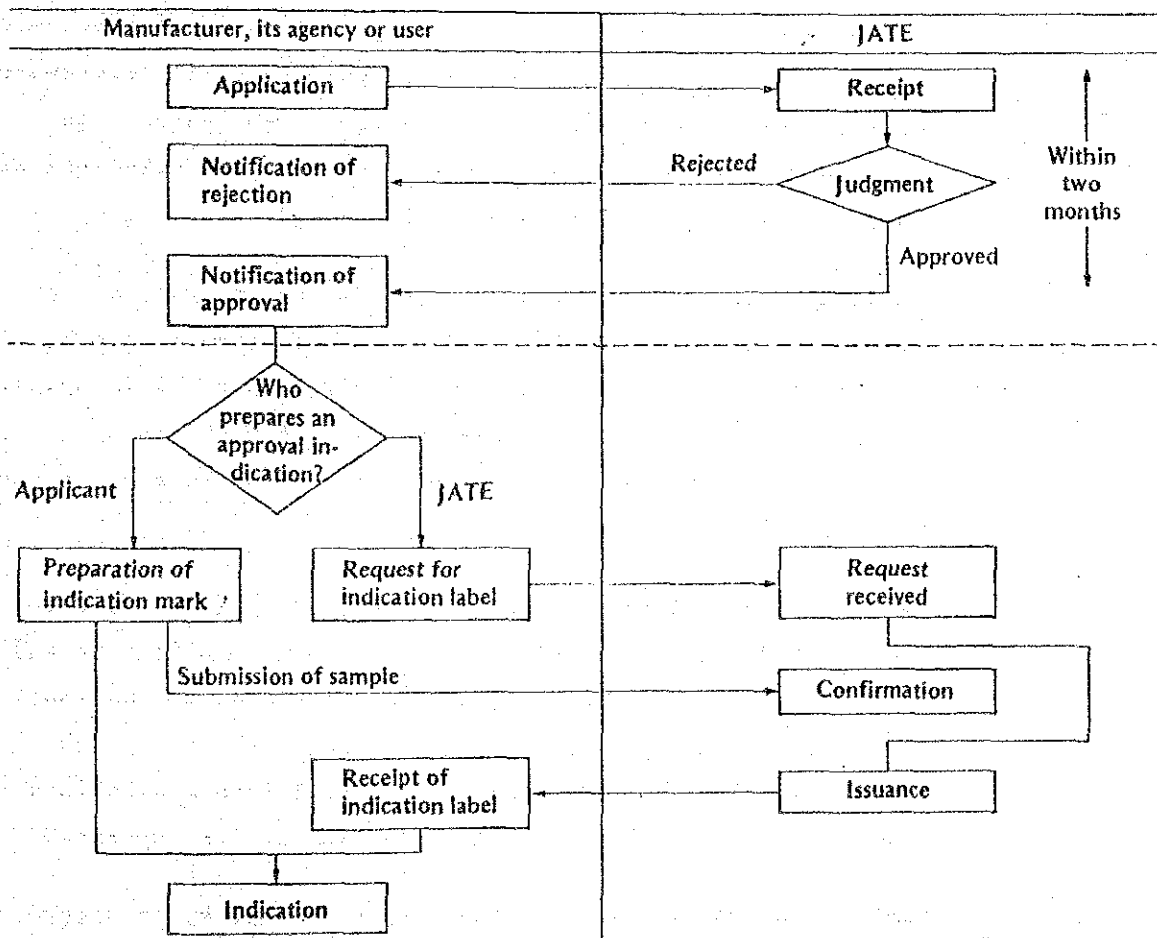 Manufacturer, its agency or user
JATE
Application
Receipt
Notification of
rejection
Rejected
Judgment
Within
two
months
Notification of
approval
Approved
Who
prepares an
approval in-
dication?
Applicant
JATE
Preparation of
indication mark
Request for
indication label
Request
received
Submission of sample
Confirmation
Receipt of
indication label
Issuance
Indication